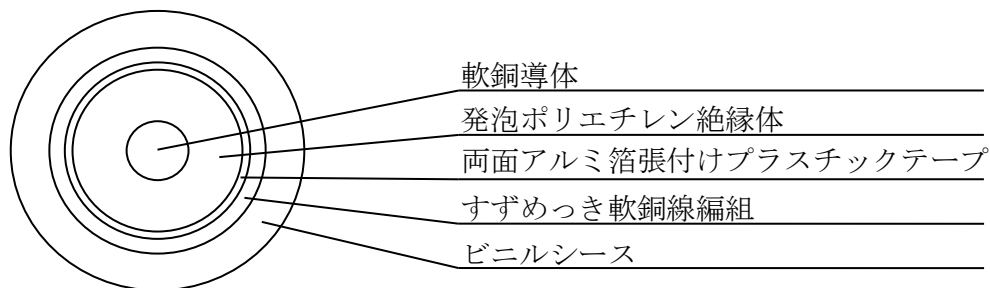 軟銅導体
発泡ポリエチレン絶縁体
両面アルミ箔張付けプラスチックテープ
すずめっき軟銅線編組
ビニルシース